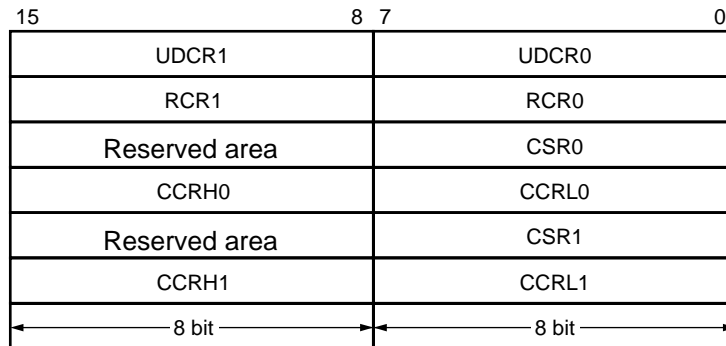 15 8 7 0
UDCR1 UDCR0
RCR1 RCR0
Reserved area CSR0
CCRH0 CCRL0
Reserved area CSR1
CCRH1 CCRL1
8 bit 8 bit